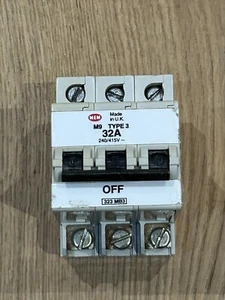 MEM
Made
in U.K.
M9 TYPE 3
32A
240/415V~
OFF
323 MB3